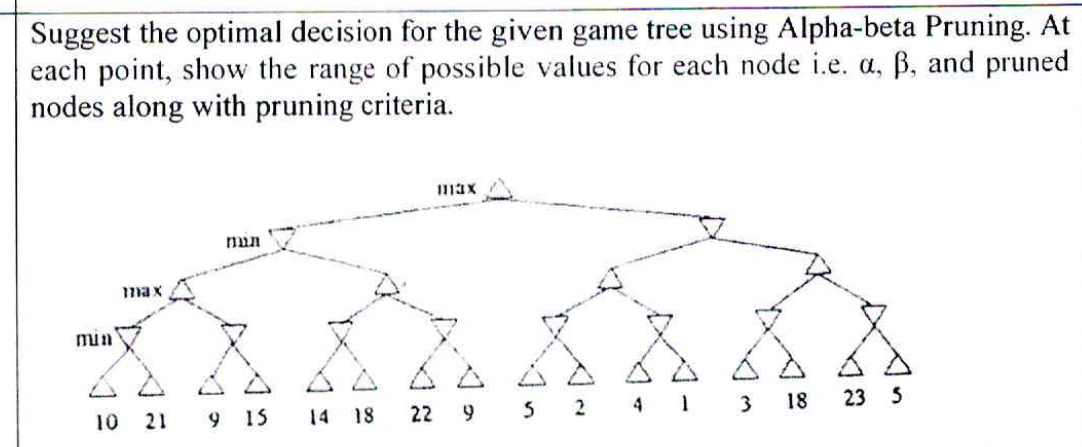 Suggest the optimal decision for the given game tree using Alpha-beta Pruning. At
each point, show the range of possible values for each node i.e. α, β, and pruned
nodes along with pruning criteria.
max
min
max
min
10 21 9 15 14 18 22 9 5 2 4 1 3 18 23 5